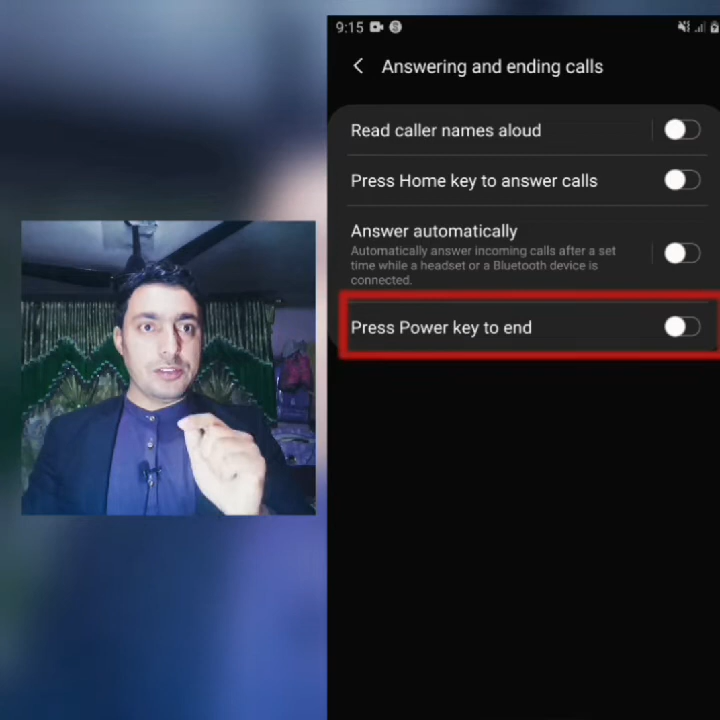 9:15
Answering and ending calls
Read caller names aloud
Press Home key to answer calls
Answer automatically
Automatically answer incoming calls after a set
time while a headset or a Bluetooth device is
connected.
Press Power key to end